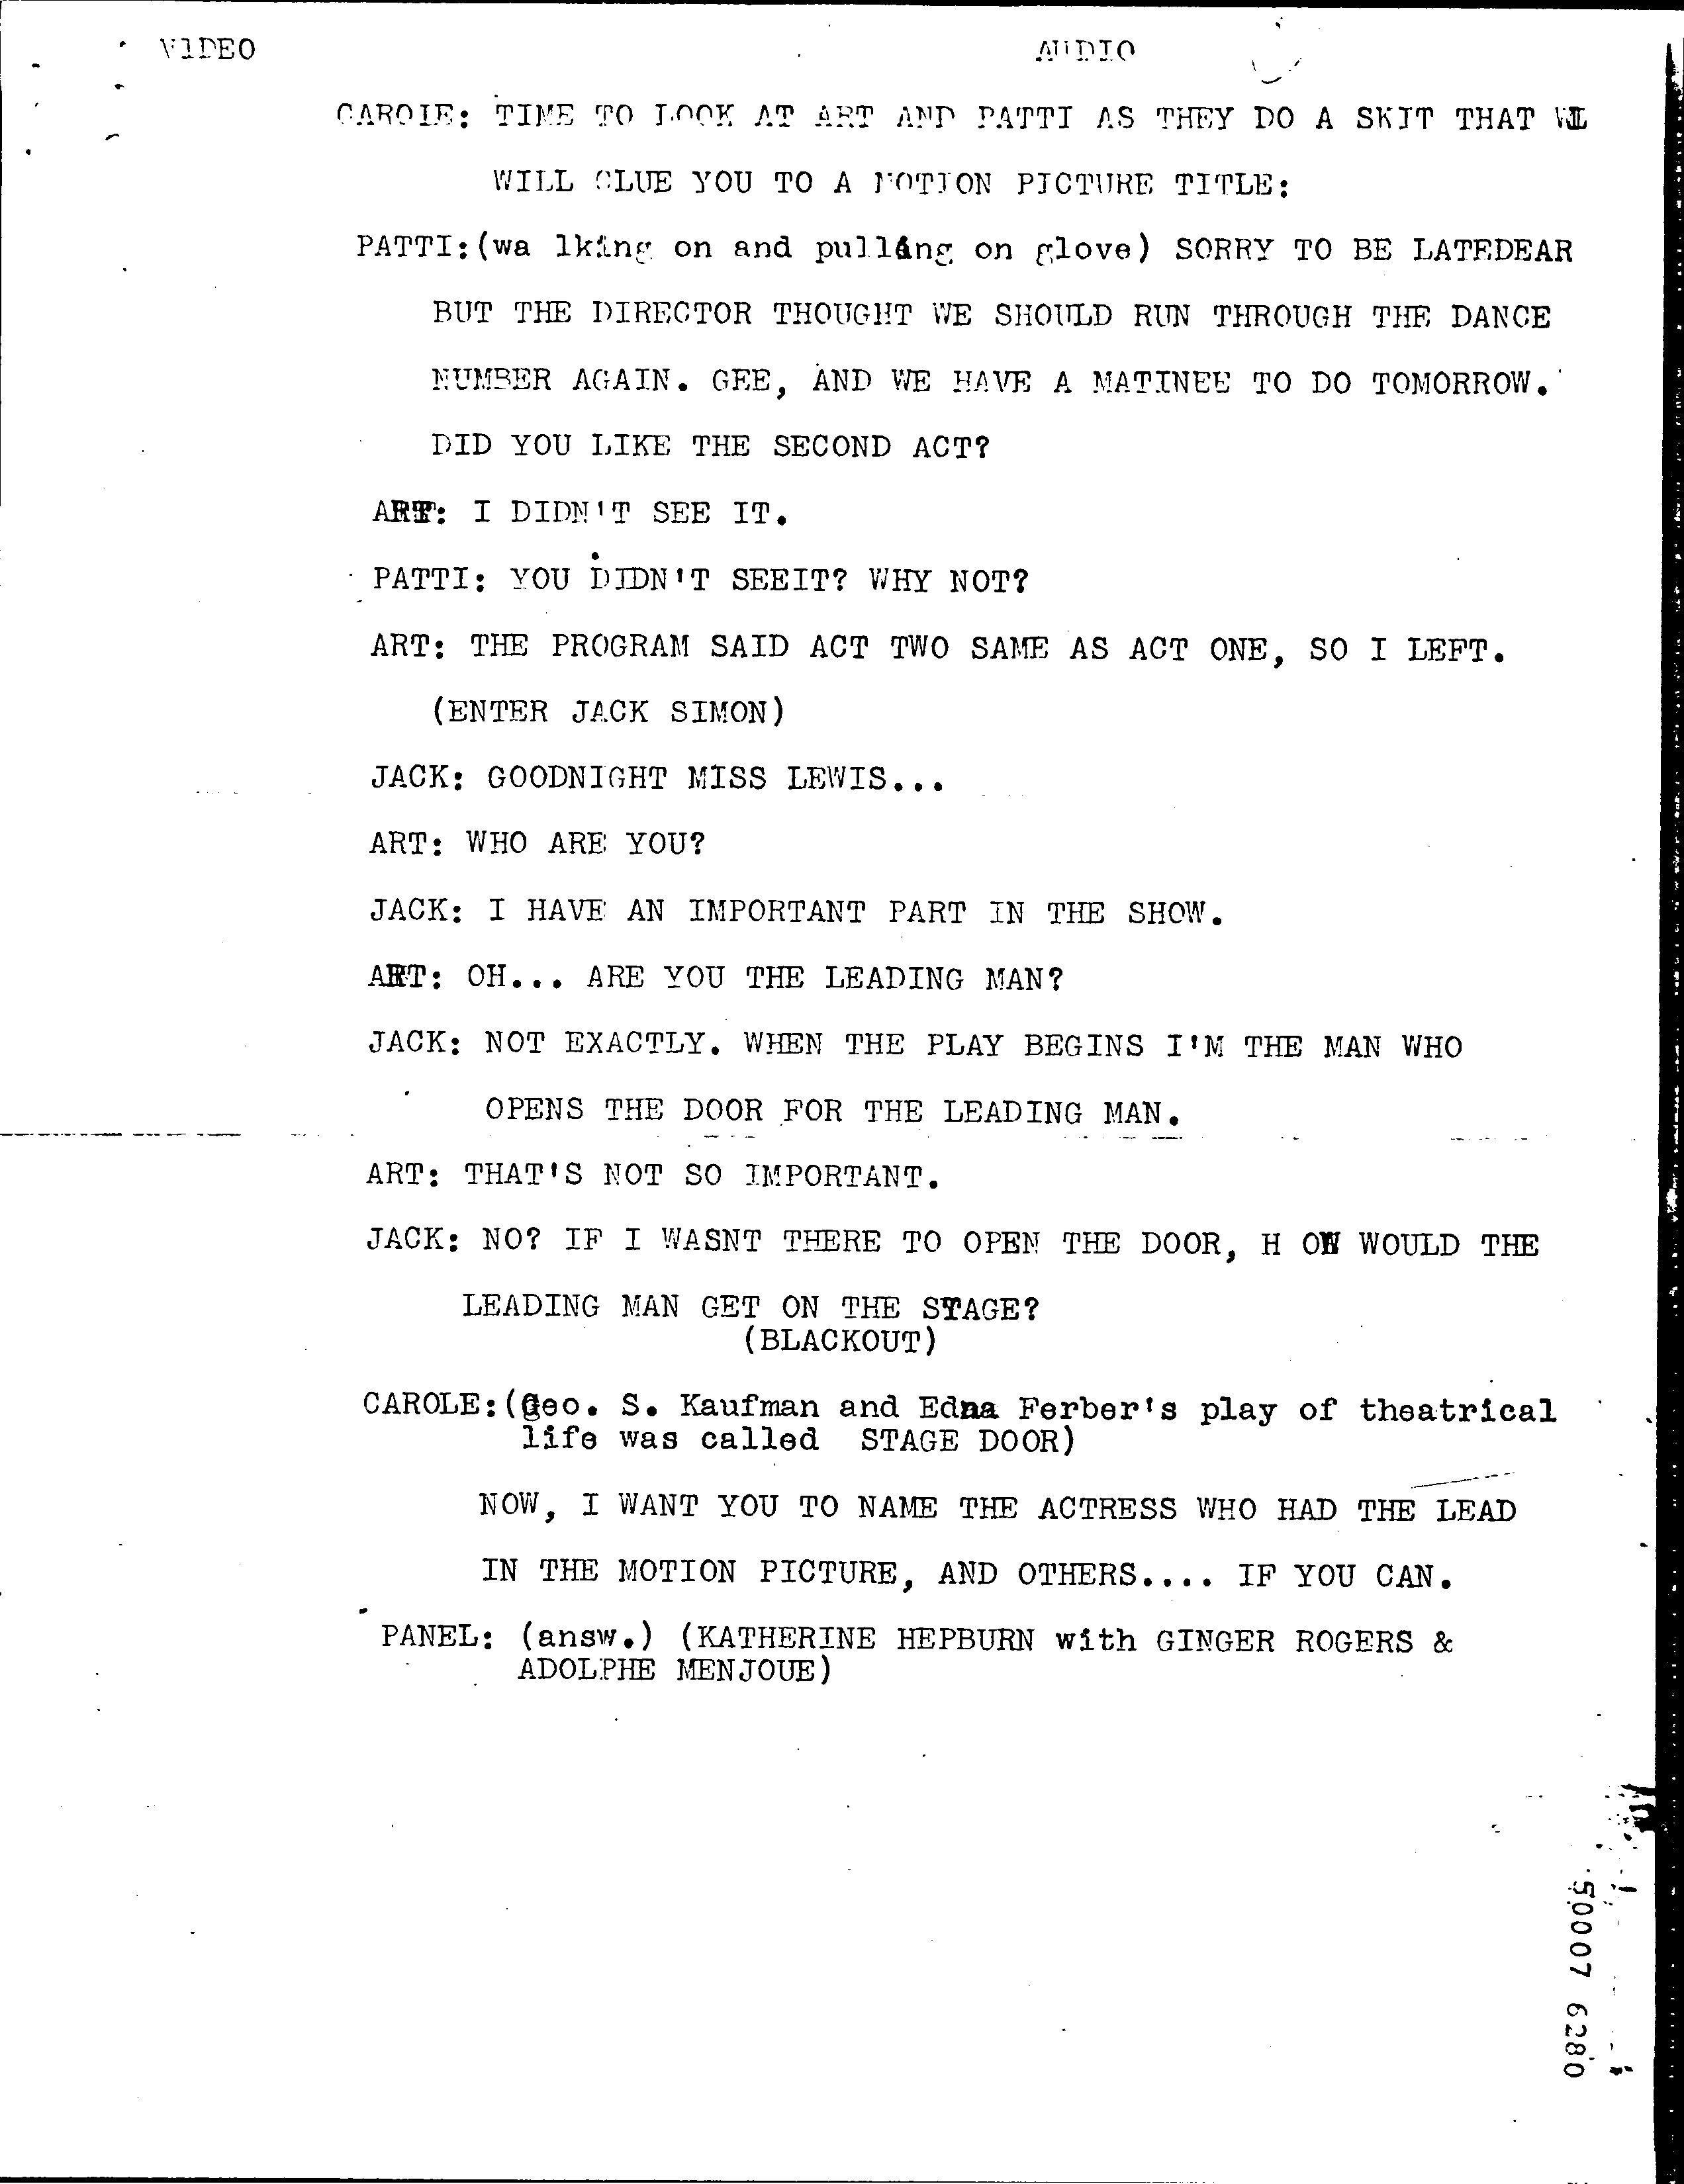 VIDEO AUDIO
CAROLE: TIME TO LOOK AT ART AND PATTI AS THEY DO A SKIT THAT
WILL CLUE YOU TO A MOTION PICTURE TITLE:
PATTI:(wa lking on and pulling on glove) SORRY TO BE LATEDEAR
BUT THE DIRECTOR THOUGHT WE SHOULD RUN THROUGH THE DANCE
NUMBER AGAIN. GEE, AND WE HAVE A MATINEE TO DO TOMORROW.
DID YOU LIKE THE SECOND ACT?
ART: I DIDN'T SEE IT.
PATTI: YOU DIDN'T SEEIT? WHY NOT?
ART: THE PROGRAM SAID ACT TWO SAME AS ACT ONE, SO I LEFT.
(ENTER JACK SIMON)
JACK: GOODNIGHT MISS LEWIS...
ART: WHO ARE YOU?
JACK: I HAVE AN IMPORTANT PART IN THE SHOW.
ART: OH... ARE YOU THE LEADING MAN?
JACK: NOT EXACTLY. WHEN THE PLAY BEGINS I'M THE MAN WHO
OPENS THE DOOR FOR THE LEADING MAN.
ART: THAT'S NOT SO IMPORTANT.
JACK: NO? IF I WASNT THERE TO OPEN THE DOOR, H OW WOULD THE
LEADING MAN GET ON THE STAGE?
(BLACKOUT)
CAROLE:(Geo. S. Kaufman and Edna Ferber's play of theatrical
life was called STAGE DOOR)
NOW, I WANT YOU TO NAME THE ACTRESS WHO HAD THE LEAD
IN THE MOTION PICTURE, AND OTHERS.... IF YOU CAN.
PANEL: (answ.) (KATHERINE HEPBURN with GINGER ROGERS &
ADOLPHE MENJOUE)
50007 6280